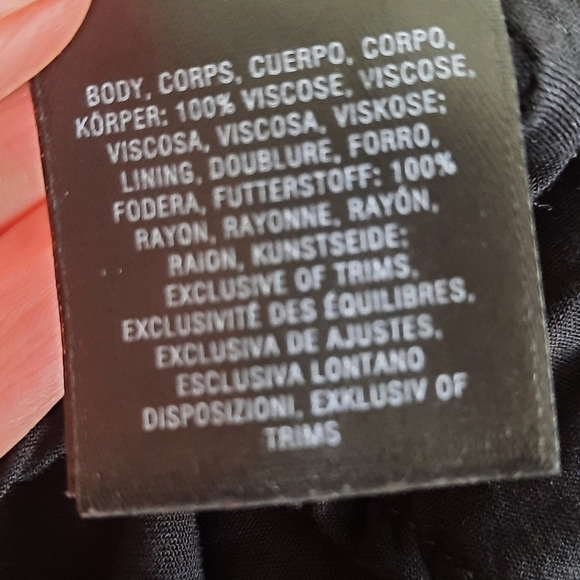 BODY, CORPS, CUERPO, CORPO,
KÖRPER: 100% VISCOSE, VISCOSE,
VISCOSA, VISCOSA, VISKOSE;
LINING, DOUBLURE, FORRO,
FODERA, FUTTERSTOFF: 100%
RAYON, RAYONNE, RAYÓN,
RAION, KUNSTSEIDE;
EXCLUSIVE OF TRIMS,
EXCLUSIVITÉ DES ÉQUILIBRES,
EXCLUSIVA DE AJUSTES,
ESCLUSIVA LONTANO
DISPOSIZIONI, EXKLUSIV OF
TRIMS